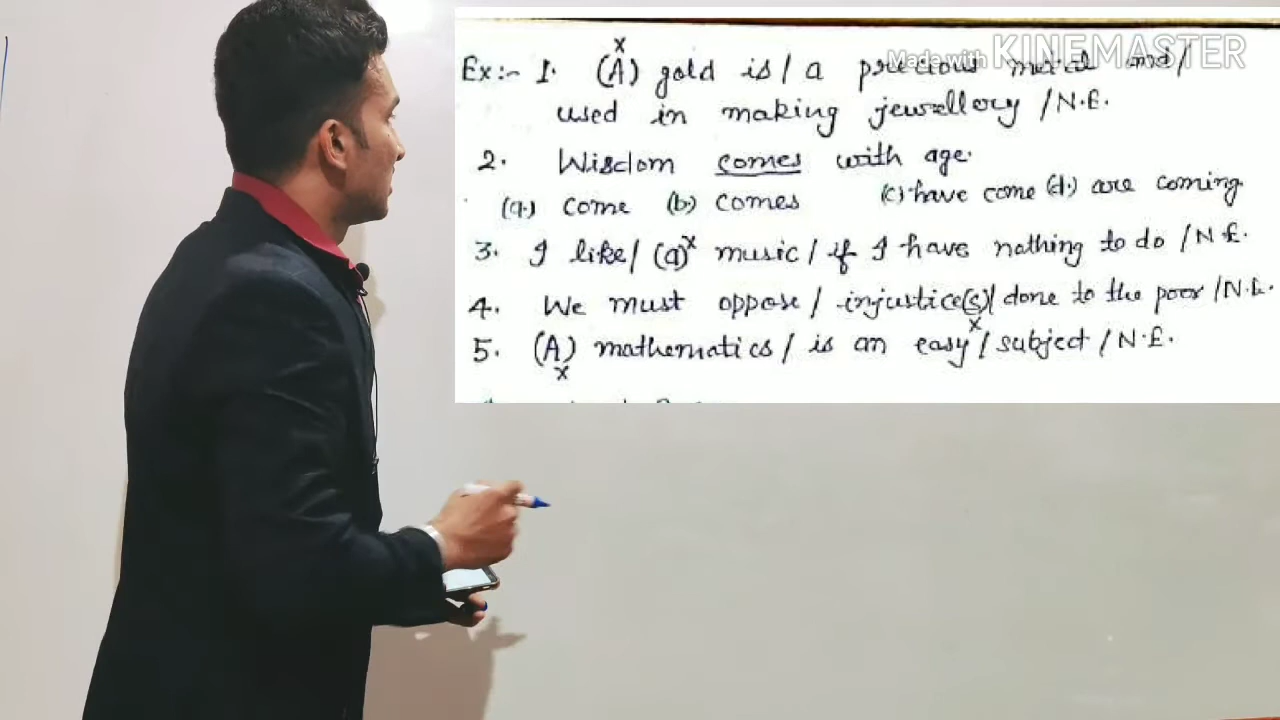 Made with KINEMASTER
Ex:- 1. (A) x gold is / a precious metal and /
used in making jewellery / N.E.
2. Wisdom comes with age.
(a.) come (b) comes (c) have come (d.) are coming
3. I like / (a) x music / if I have nothing to do / N.E.
4. We must oppose / injustice(s) x / done to the poor / N.E.
5. (A) x mathematics / is an easy / subject / N.E.